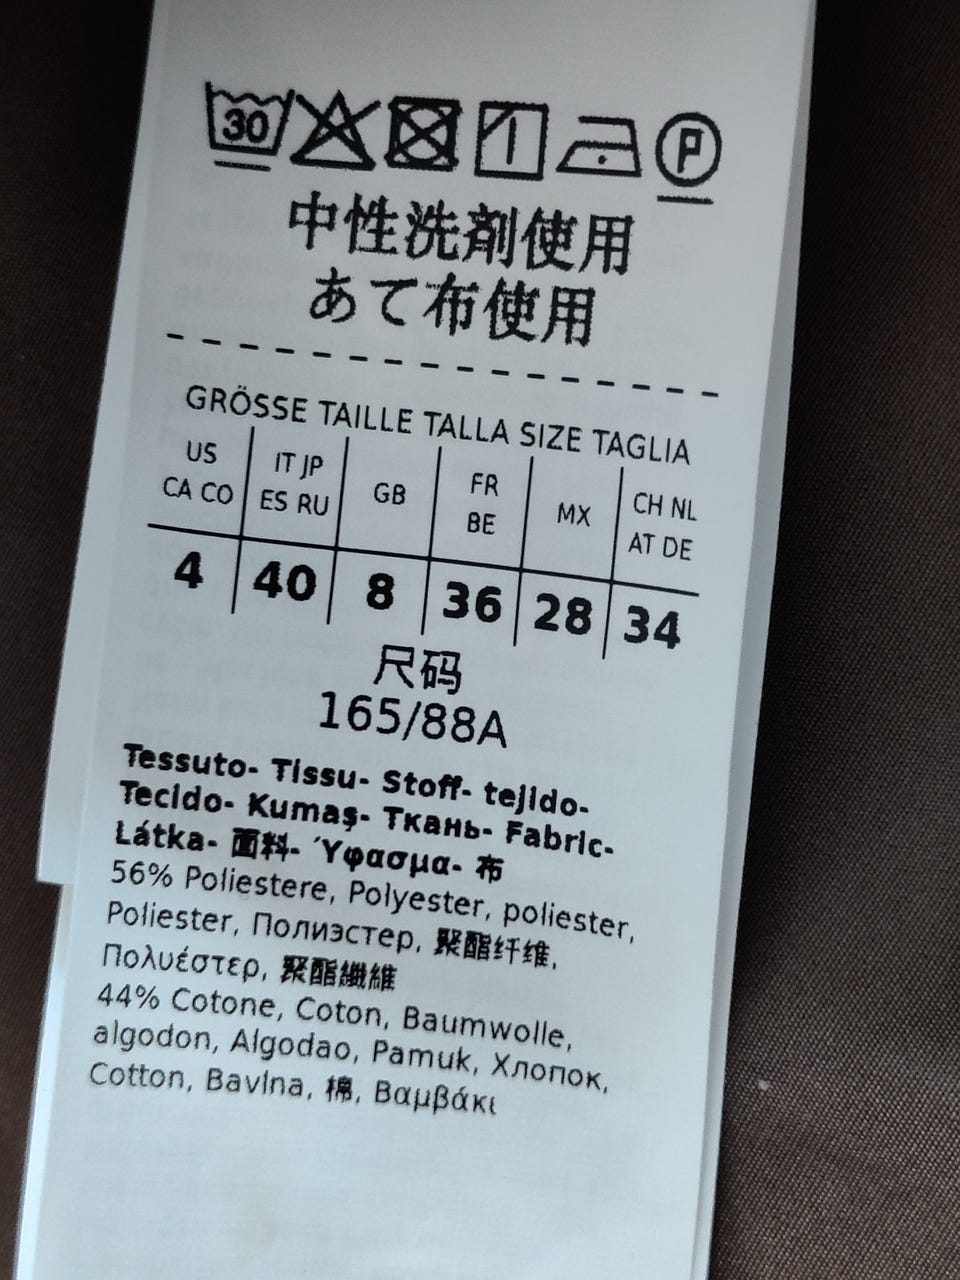 30 P
中性洗剤使用
あて布使用
GRÖSSE TAILLE TALLA SIZE TAGLIA
US CA CO
IT JP ES RU
GB
FR BE
MX
CH NL AT DE
4 40 8 36 28 34
尺码
165/88A
Tessuto- Tissu- Stoff- tejido-
Tecido- Kumaş- Ткань- Fabric-
Látka- 面料- Ύφασμα- 布
56% Poliestere, Polyester, poliester,
Poliester, Полиэстер, 聚酯纤维,
Πολυέστερ, 聚酯纖維
44% Cotone, Coton, Baumwolle,
algodon, Algodao, Pamuk, Хлопок,
Cotton, Bavlna, 棉, Βαμβάκι